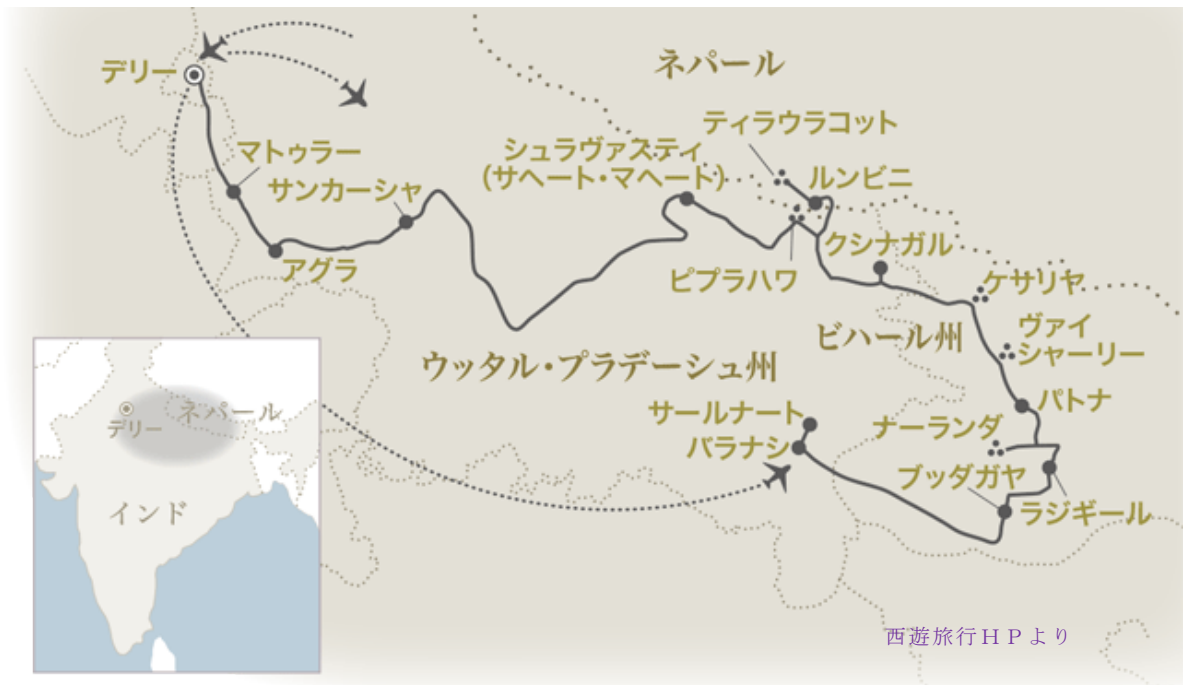 デリー
ネパール
ティラウラコット
マトゥラー
シュラヴァスティ
(サヘート・マヘート)
ルンビニ
サンカーシャ
クシナガル
アグラ
ピプラハワ
ケサリヤ
ビハール州
ヴァイ
シャーリー
ウッタル・プラデーシュ州
パトナ
サールナート
ナーランダ
バラナシ
ブッダガヤ
ラジギール
ネパール
デリー
インド
西遊旅行HPより